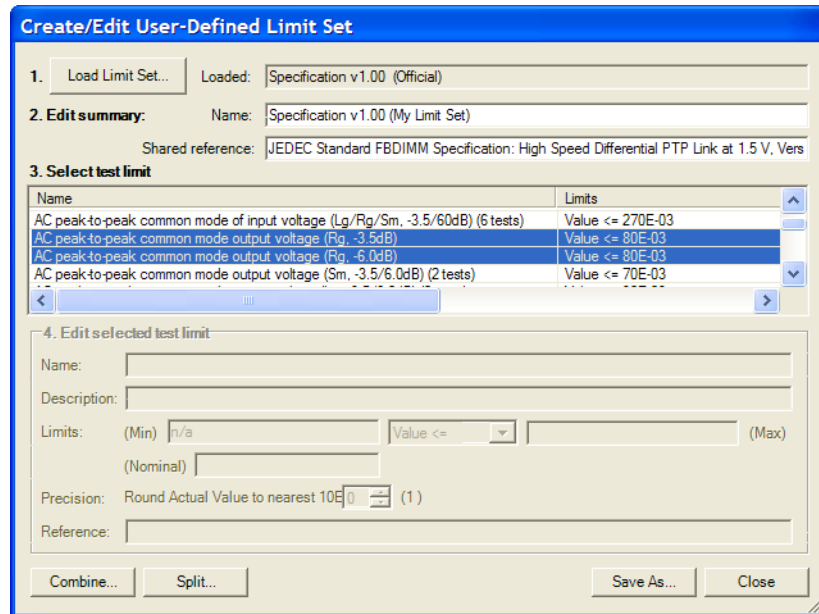 Create/Edit User-Defined Limit Set
1. Load Limit Set... Loaded: Specification v1.00 (Official)
2. Edit summary: Name: Specification v1.00 (My Limit Set)
Shared reference: JEDEC Standard FBDIMM Specification: High Speed Differential PTP Link at 1.5 V, Vers
3. Select test limit
Name Limits
AC peak-to-peak common mode of input voltage (Lg/Rg/Sm, -3.5/60dB) (6 tests) Value <= 270E-03
AC peak-to-peak common mode output voltage (Rg, -3.5dB) Value <= 80E-03
AC peak-to-peak common mode output voltage (Rg, -6.0dB) Value <= 80E-03
AC peak-to-peak common mode output voltage (Sm, -3.5/6.0dB) (2 tests) Value <= 70E-03
4. Edit selected test limit
Name:
Description:
Limits: (Min) n/a Value <= (Max)
(Nominal)
Precision: Round Actual Value to nearest 10E 0 (1 )
Reference:
Combine... Split... Save As... Close